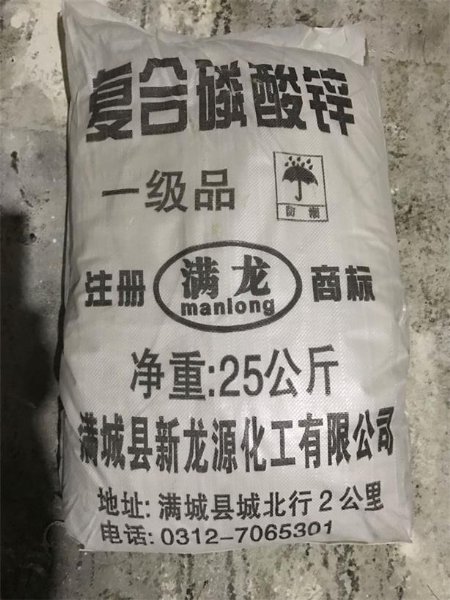 复合磷酸锌
一级品
防潮
注册 满龙 商标
manlong
净重:25公斤
满城县新龙源化工有限公司
地址: 满城县城北行2公里
电话: 0312-7065301